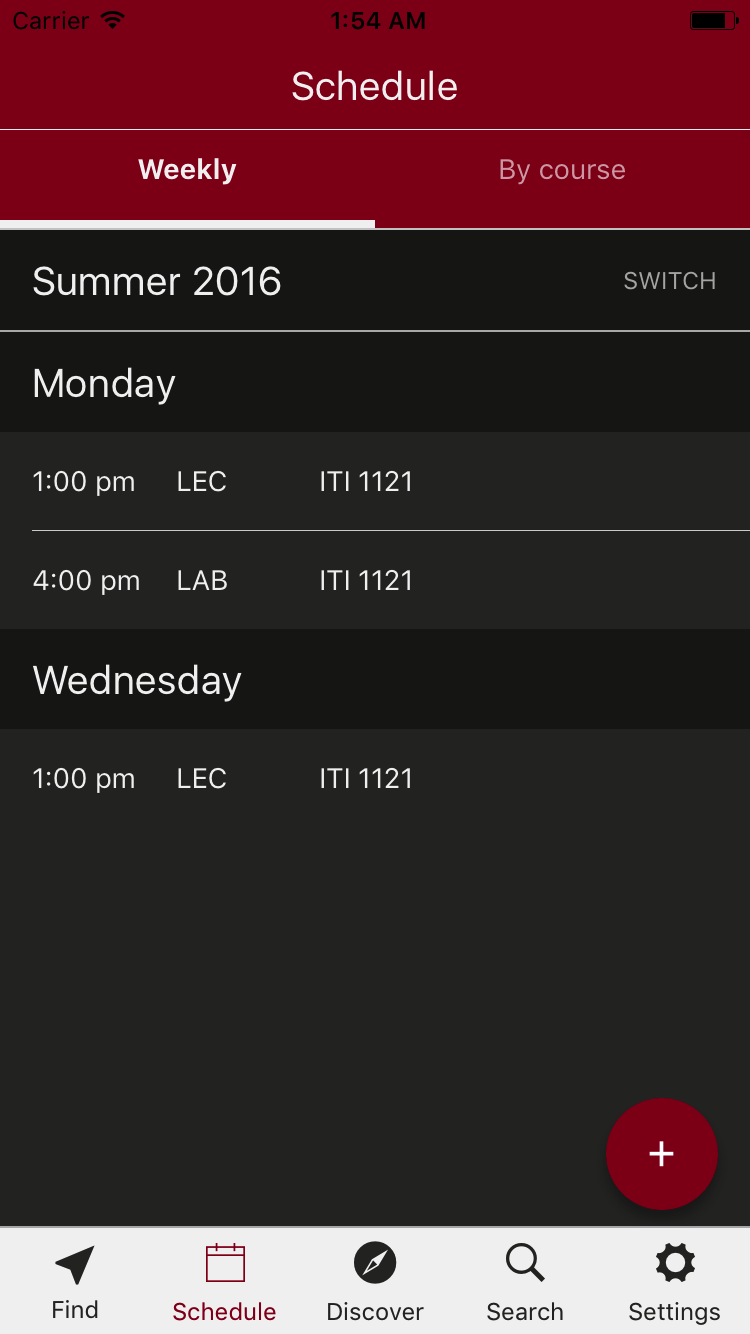 Carrier 1:54 AM
Schedule
Weekly By course
Summer 2016 SWITCH
Monday
1:00 pm LEC ITI 1121
4:00 pm LAB ITI 1121
Wednesday
1:00 pm LEC ITI 1121
+
Find Schedule Discover Search Settings